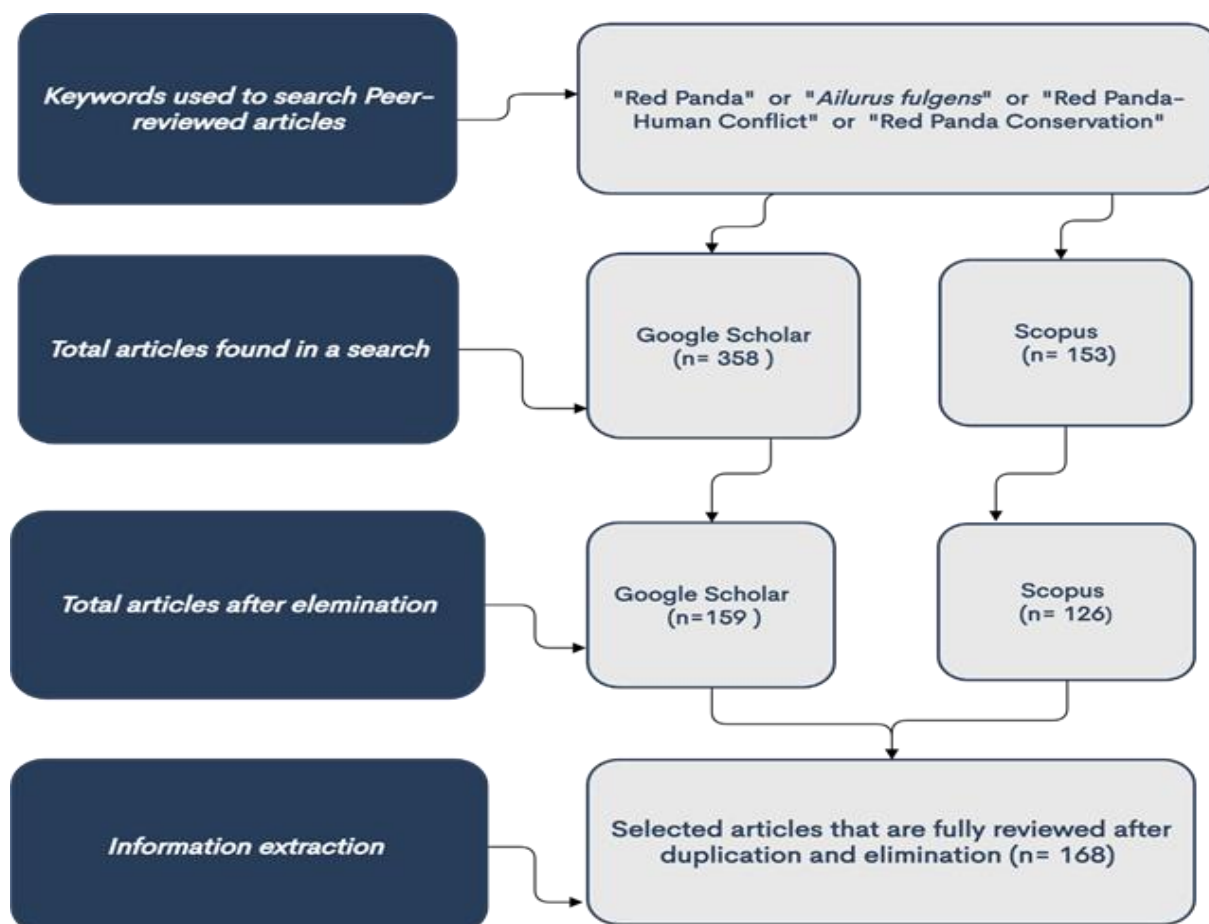 Keywords used to search Peer-
reviewed articles
"Red Panda" or "Ailurus fulgens" or "Red Panda-
Human Conflict" or "Red Panda Conservation"
Total articles found in a search
Google Scholar
(n= 358 )
Scopus
(n= 153)
Total articles after elemination
Google Scholar
(n=159 )
Scopus
(n= 126)
Information extraction
Selected articles that are fully reviewed after
duplication and elimination (n= 168)